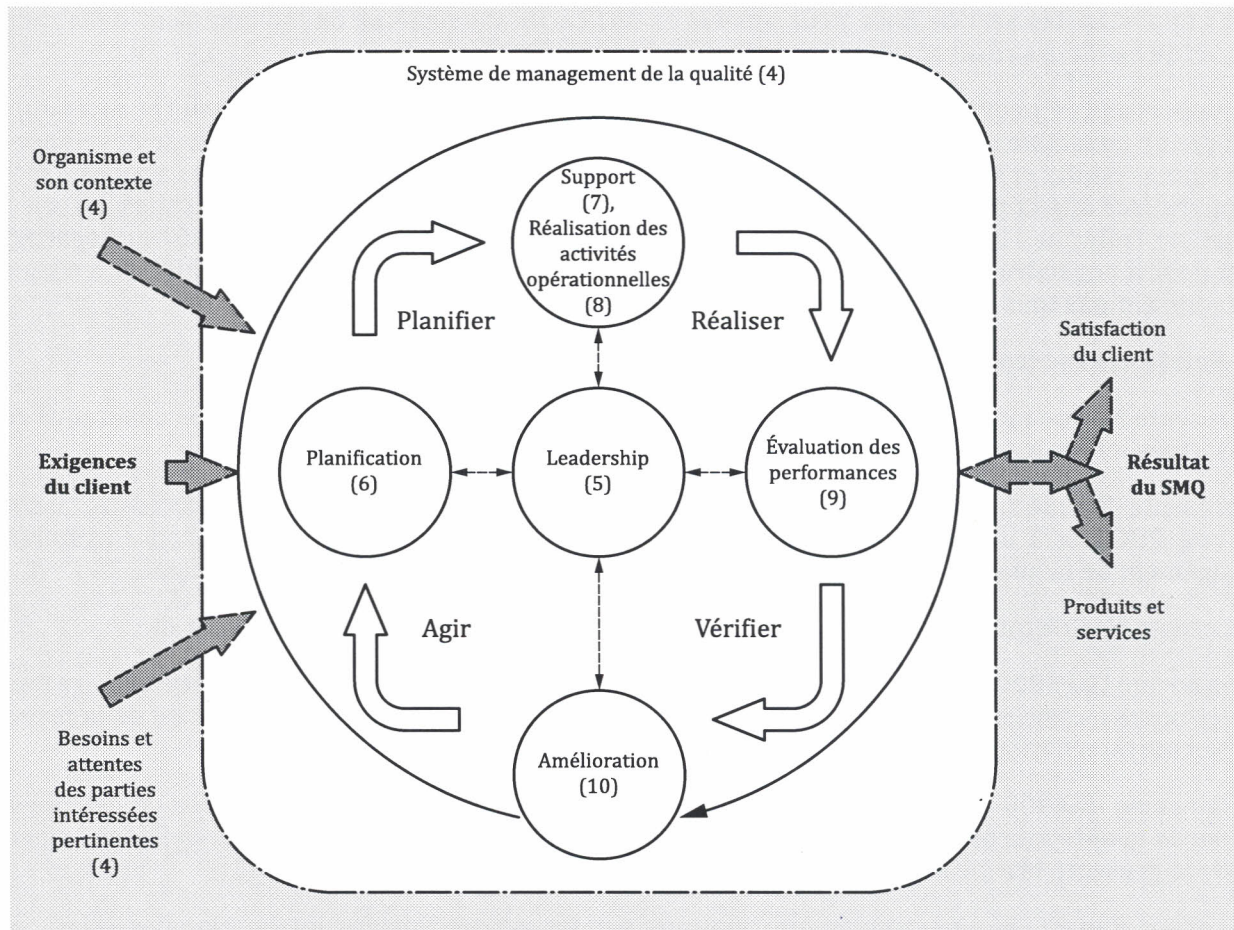 Système de management de la qualité (4)
Organisme et
son contexte
(4)
Support
(7),
Réalisation des
activités
opérationnelles
(8)
Planifier
Réaliser
Satisfaction
du client
Exigences
du client
Planification
(6)
Leadership
(5)
Évaluation des
performances
(9)
Résultat
du SMQ
Agir
Vérifier
Produits et
services
Besoins et
attentes
des parties
intéressées
pertinentes
(4)
Amélioration
(10)